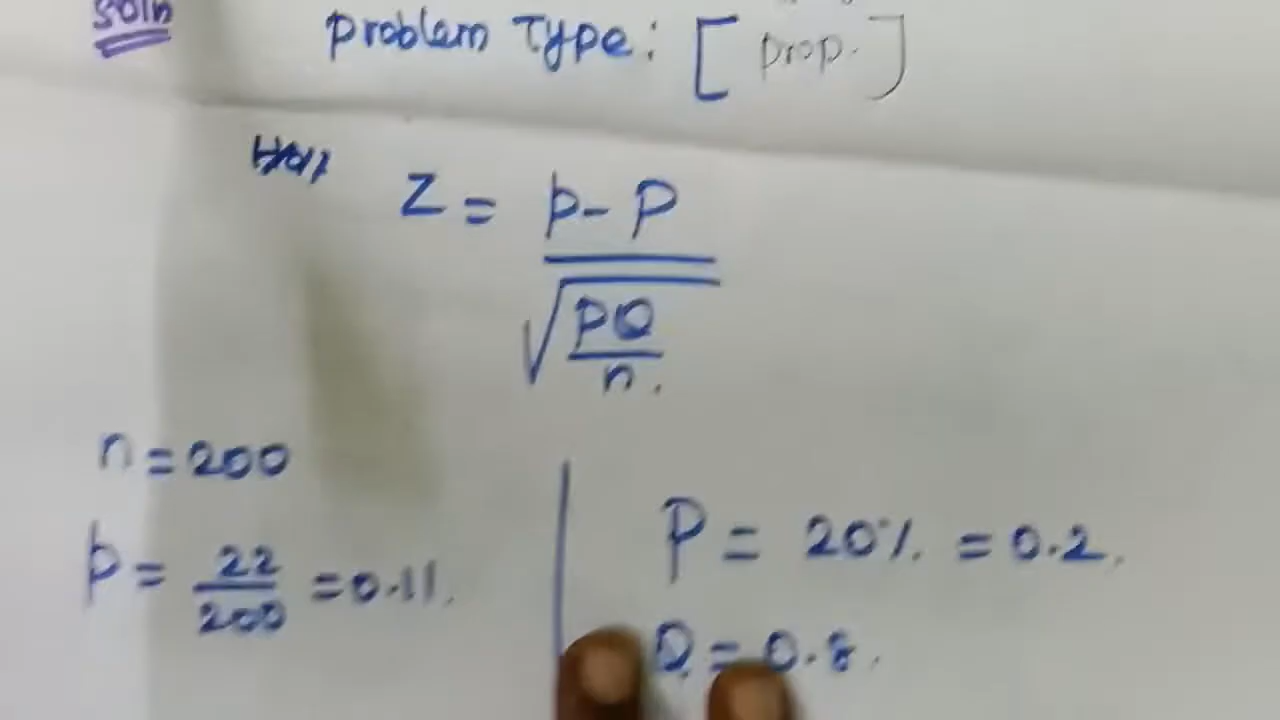 Soln
Problem Type: [ prop. ]
Z = p - P
√ PQ
n.
n = 200
p = 22 = 0.11.
200
P = 20% = 0.2.
Q = 0.8.